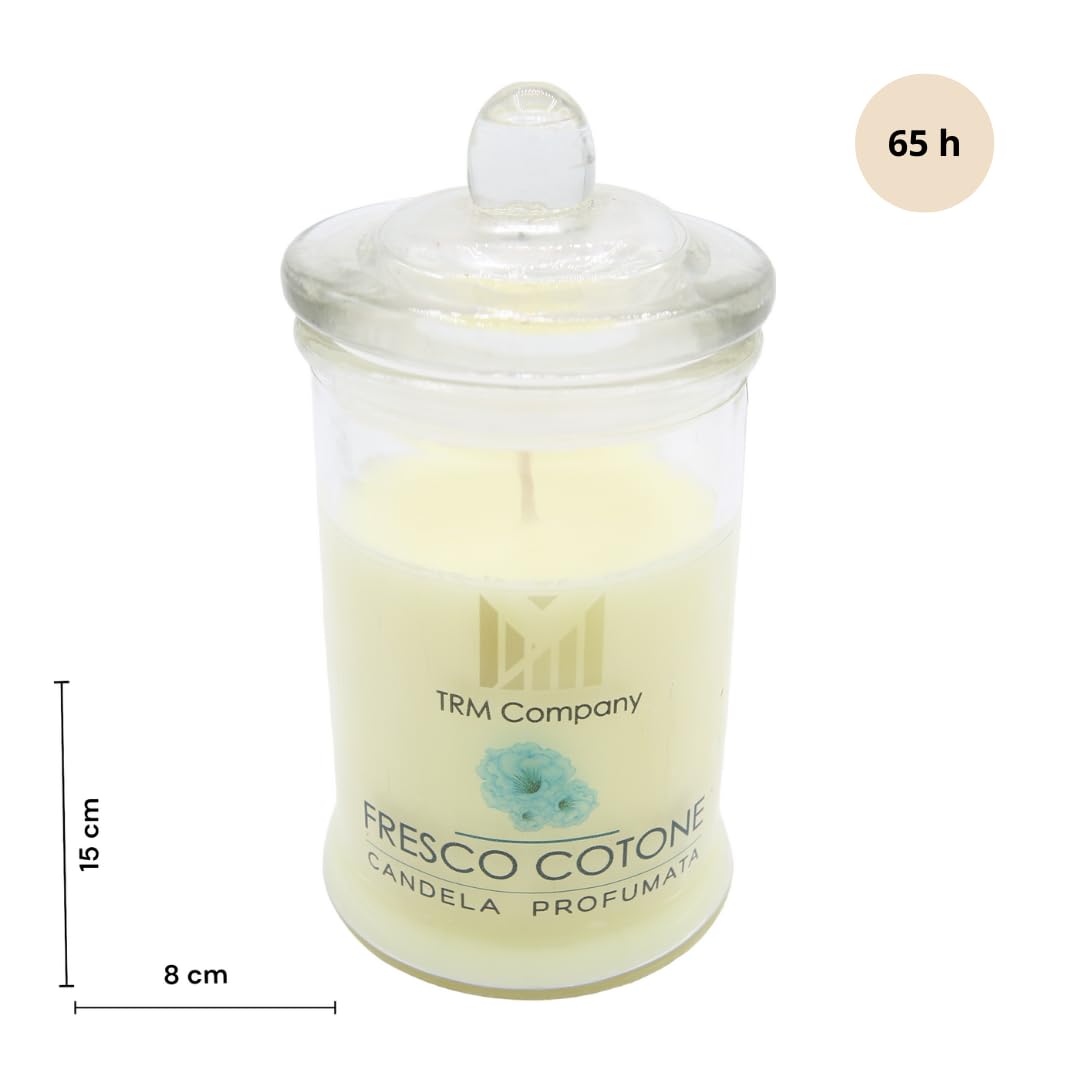 65 h
TRM Company
FRESCO COTONE
CANDELA PROFUMATA
15 cm
8 cm